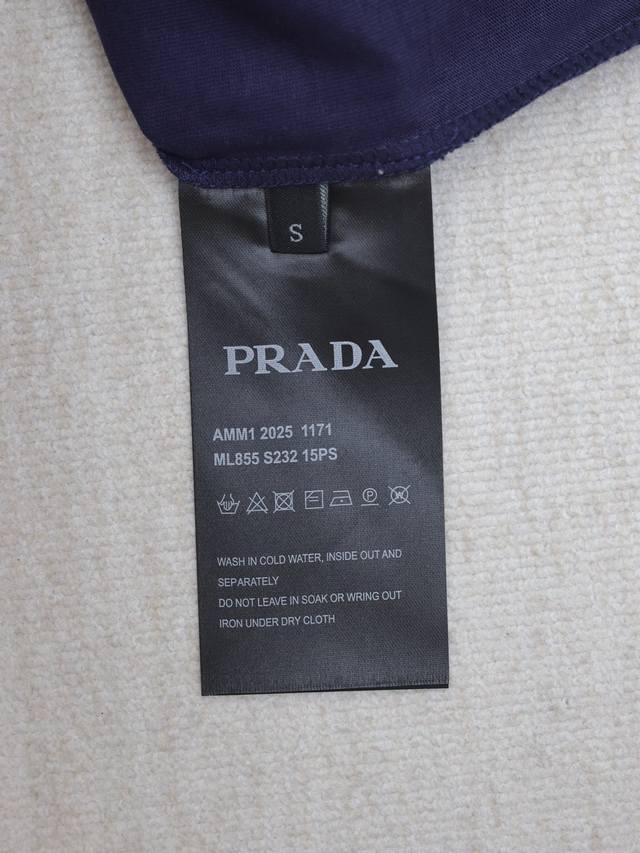 S
PRADA
AMM1 2025 1171
ML855 S232 15PS
WASH IN COLD WATER, INSIDE OUT AND
SEPARATELY
DO NOT LEAVE IN SOAK OR WRING OUT
IRON UNDER DRY CLOTH